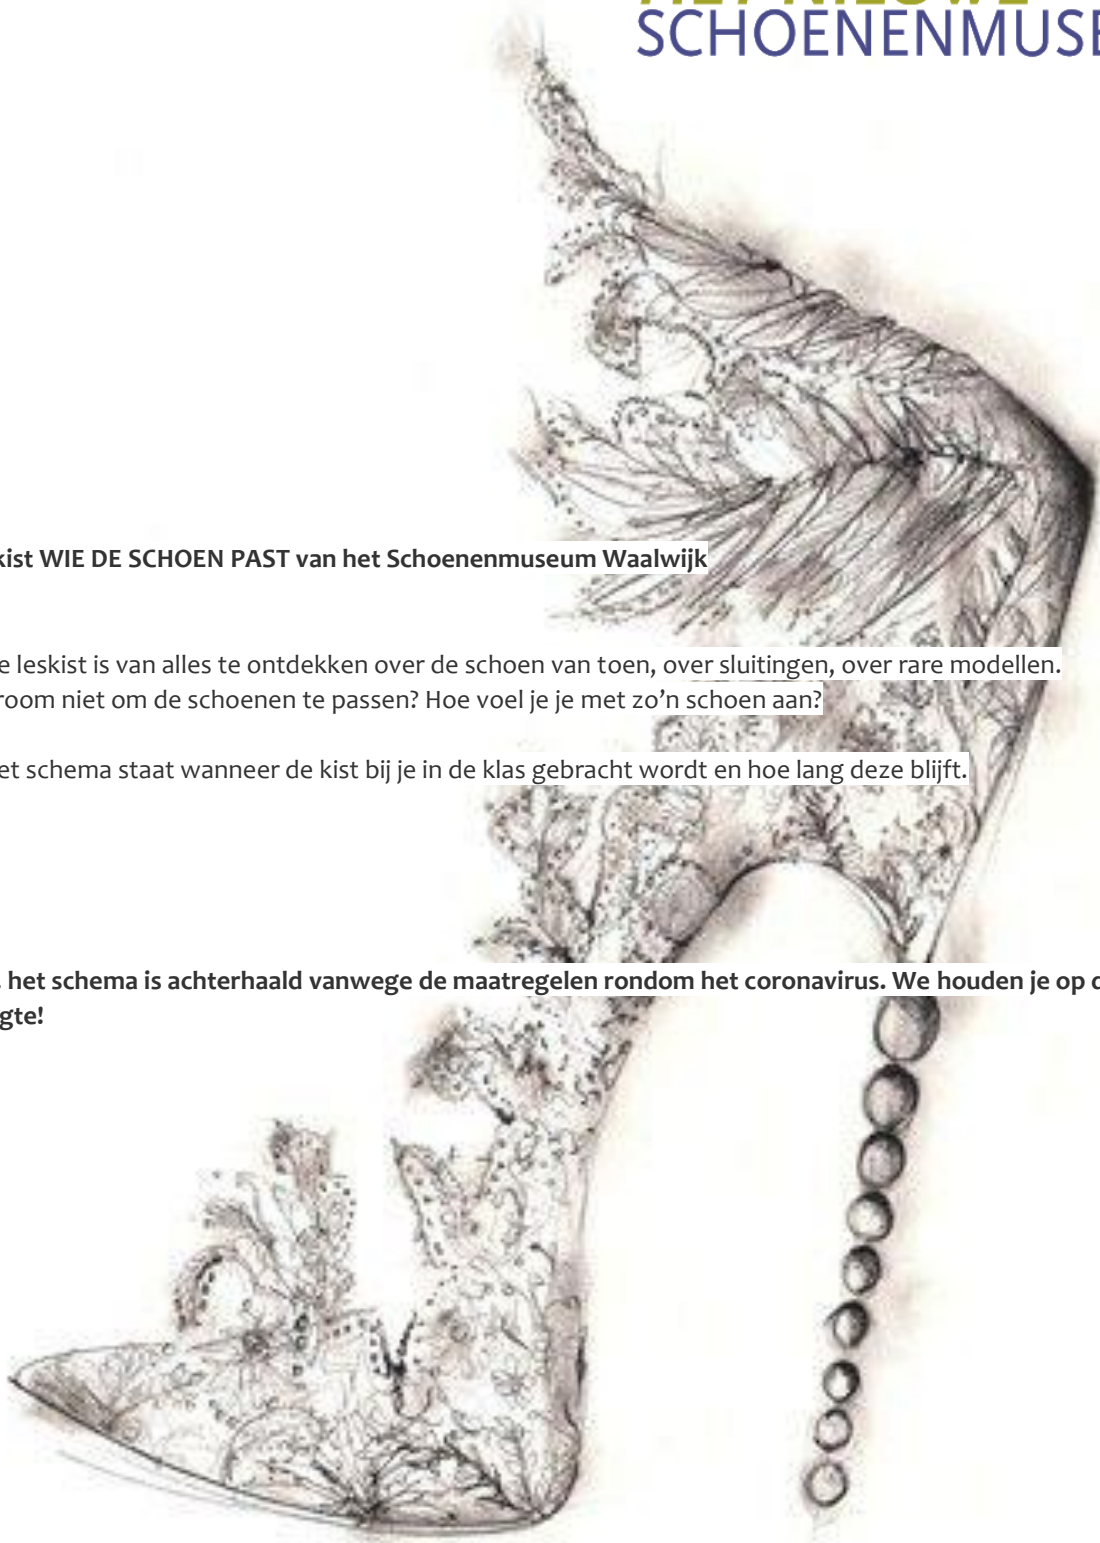 HET NIEUWE
SCHOENENMUSE
kist WIE DE SCHOEN PAST van het Schoenenmuseum Waalwijk
e leskist is van alles te ontdekken over de schoen van toen, over sluitingen, over rare modellen.
room niet om de schoenen te passen? Hoe voel je je met zo’n schoen aan?
et schema staat wanneer de kist bij je in de klas gebracht wordt en hoe lang deze blijft.
. het schema is achterhaald vanwege de maatregelen rondom het coronavirus. We houden je op d
gte!